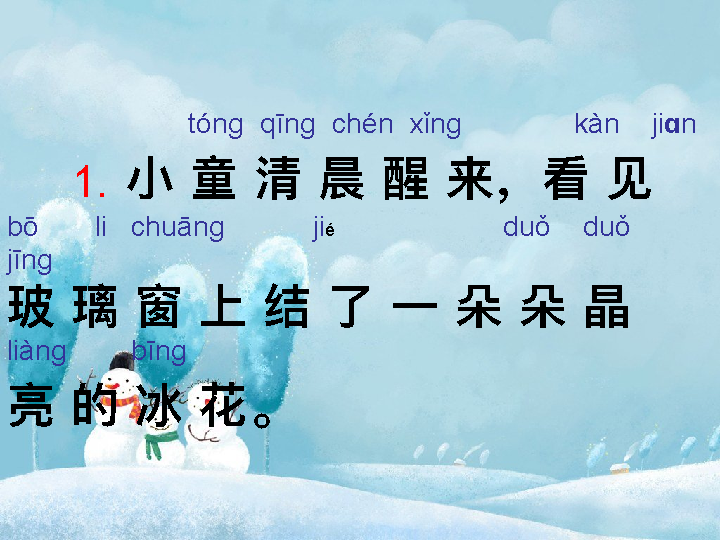 tóng qīng chén xǐng kàn jiɑn
1. 小童清晨醒来，看见
bō li chuāng jié duǒ duǒ
jīng
玻璃窗上结了一朵朵晶
liàng bīng
亮的冰花。